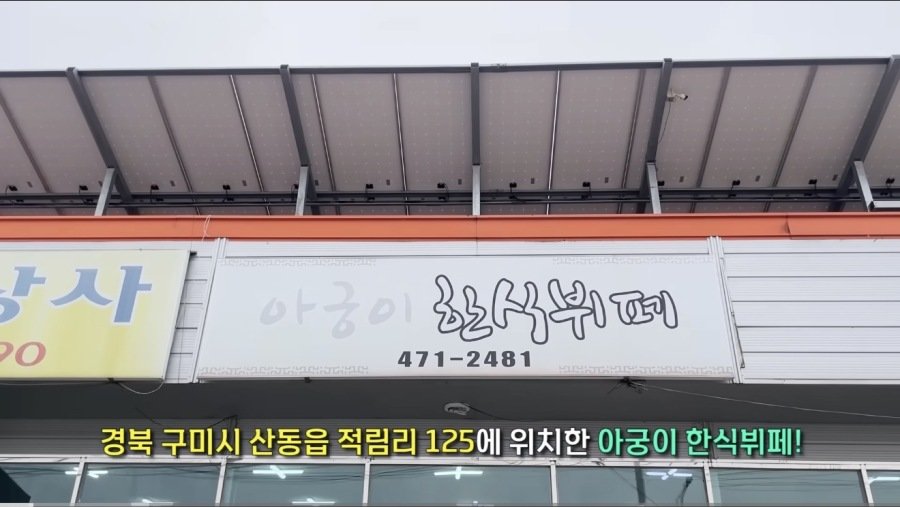 상사
90
아궁이 한식뷔페
471-2481
경북 구미시 산동읍 적림리 125에 위치한 아궁이 한식뷔페!